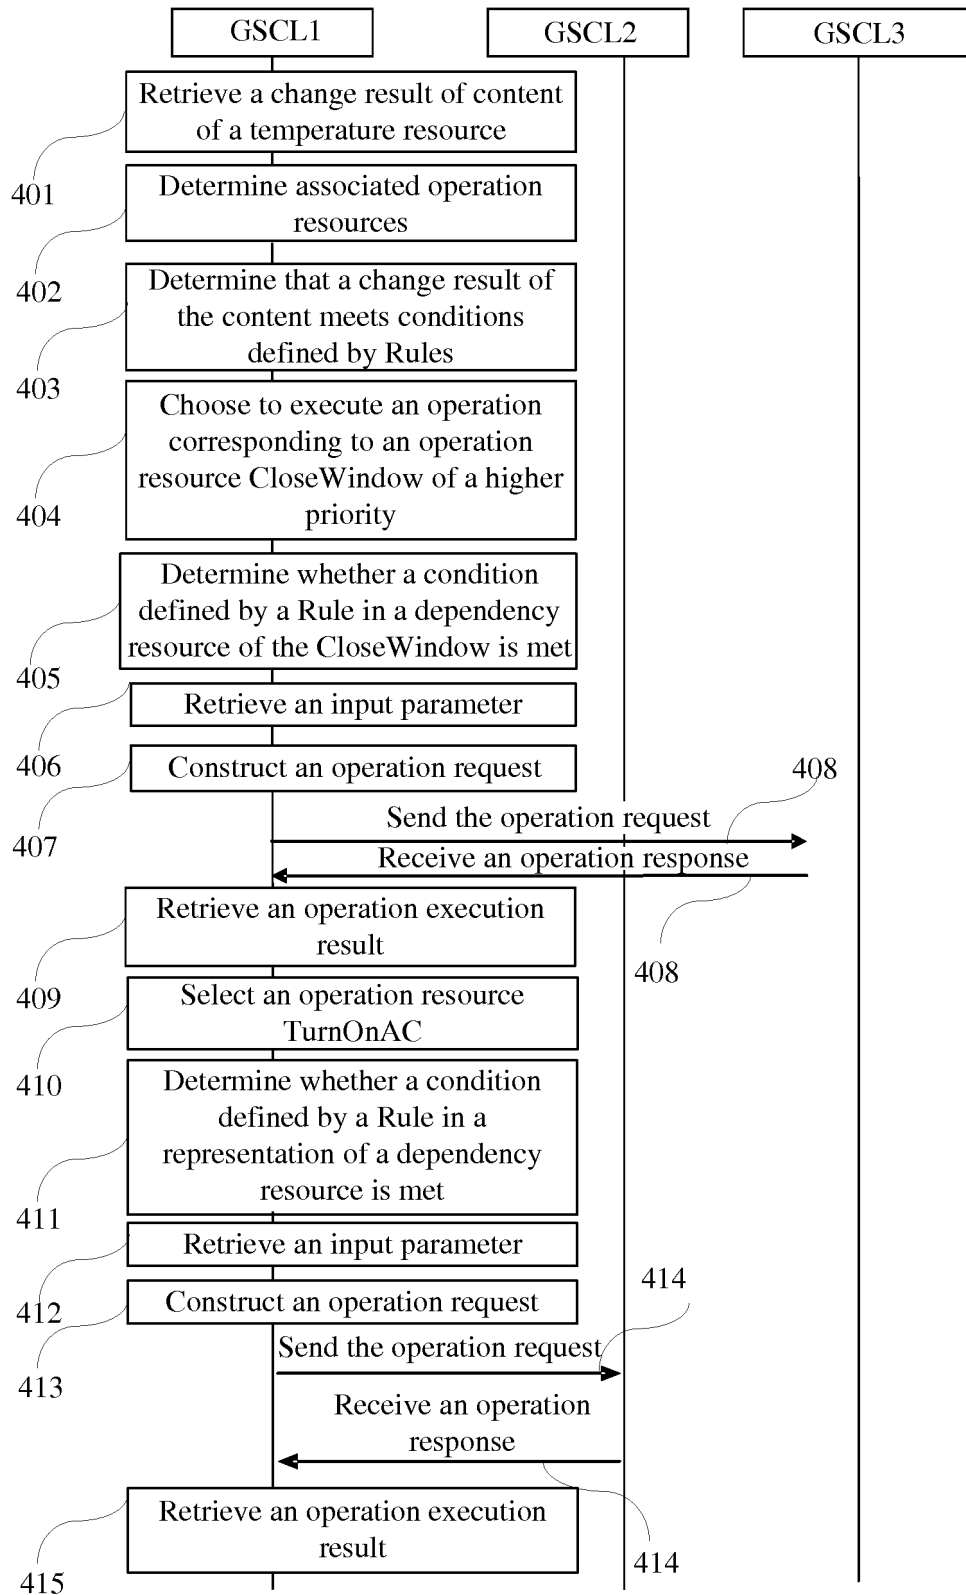 GSCL1
GSCL2
GSCL3
Retrieve a change result of content
of a temperature resource
401
Determine associated operation
resources
402
Determine that a change result of
the content meets conditions
defined by Rules
403
Choose to execute an operation
corresponding to an operation
resource CloseWindow of a higher
priority
404
Determine whether a condition
defined by a Rule in a dependency
resource of the CloseWindow is met
405
Retrieve an input parameter
406
Construct an operation request
407
408
Send the operation request
Receive an operation response
408
Retrieve an operation execution
result
409
Select an operation resource
TurnOnAC
410
Determine whether a condition
defined by a Rule in a
representation of a dependency
resource is met
411
Retrieve an input parameter
412
Construct an operation request
413
414
Send the operation request
Receive an operation
response
414
Retrieve an operation execution
result
415